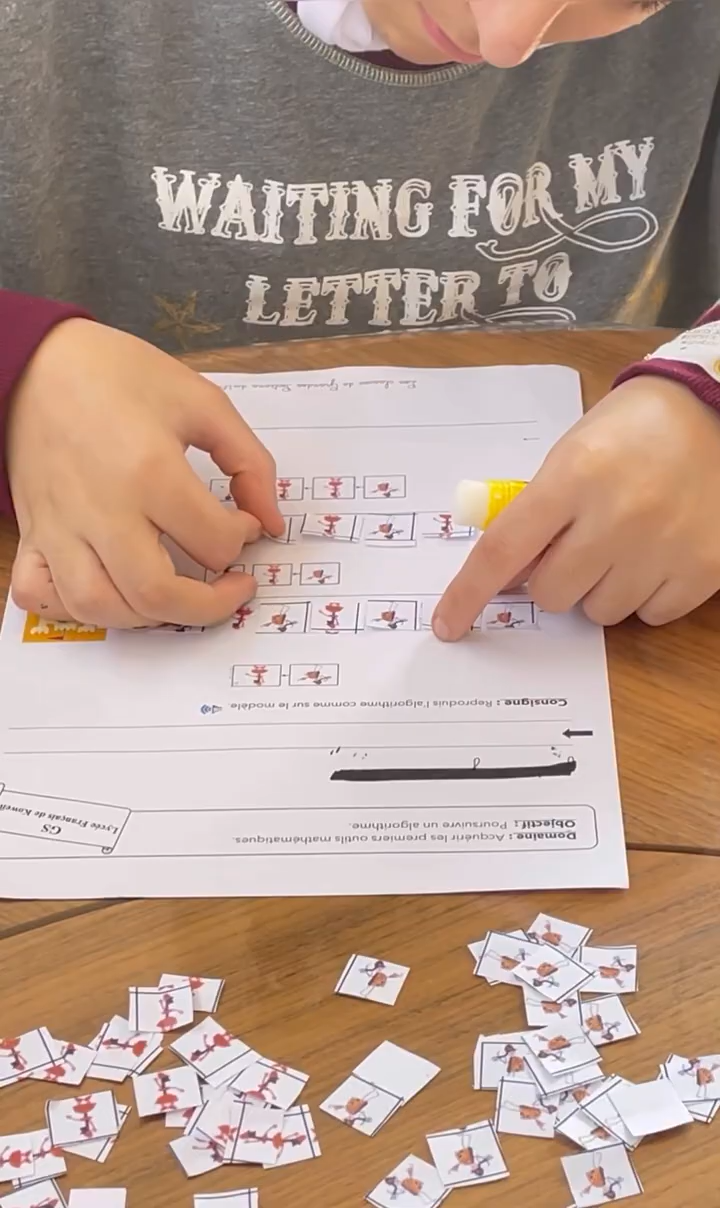 WAITING FOR MY
LETTER TO
Lycée Français de
GS
Domaine : Acquérir les premiers outils mathématiques.
Objectif : Poursuivre un algorithme.
Consigne : Reproduis l'algorithme comme sur le modèle.